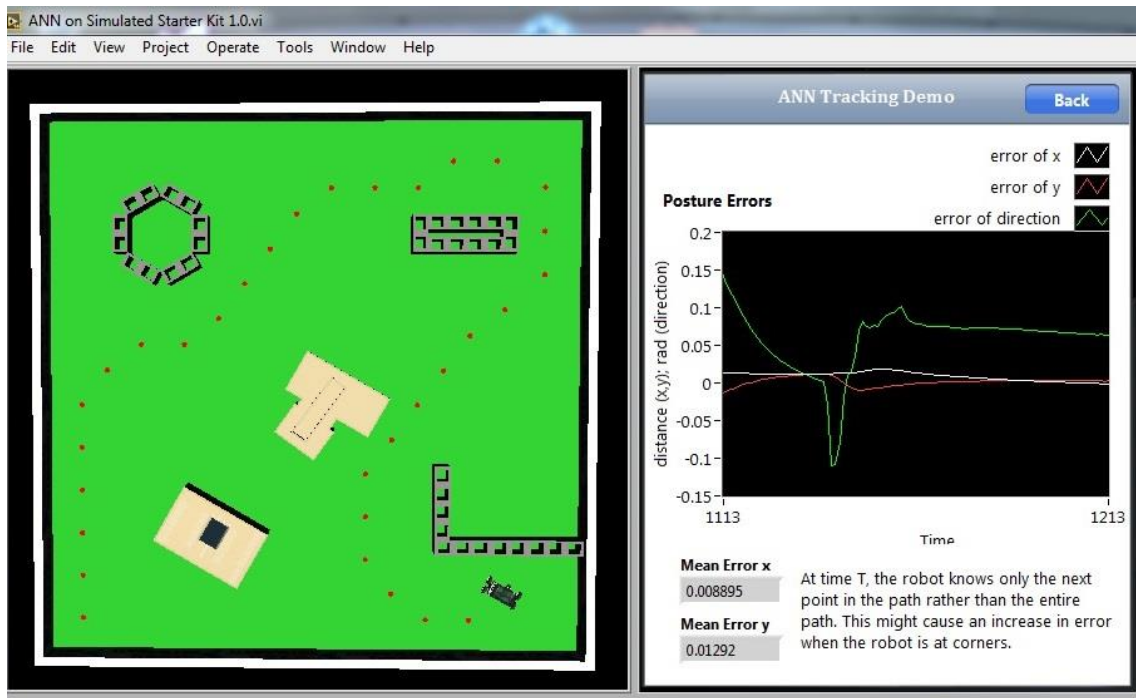 ANN on Simulated Starter Kit 1.0.vi
File Edit View Project Operate Tools Window Help
ANN Tracking Demo
Back
error of x
error of y
Posture Errors
error of direction
distance (x,y); rad (direction)
0.2
0.15
0.1
0.05
0
-0.05
-0.1
-0.15
1113
1213
Time
Mean Error x
0.008895
Mean Error y
0.01292
At time T, the robot knows only the next
point in the path rather than the entire
path. This might cause an increase in error
when the robot is at corners.